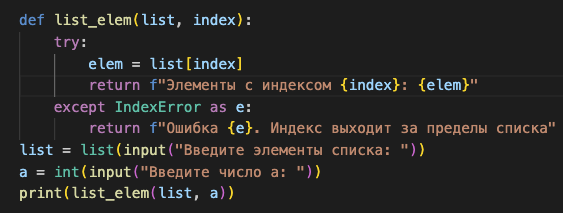 def list_elem(list, index):
    try:
        elem = list[index]
        return f"Элементы с индексом {index}: {elem}"
    except IndexError as e:
        return f"Ошибка {e}. Индекс выходит за пределы списка"
list = list(input("Введите элементы списка: "))
a = int(input("Введите число a: "))
print(list_elem(list, a))